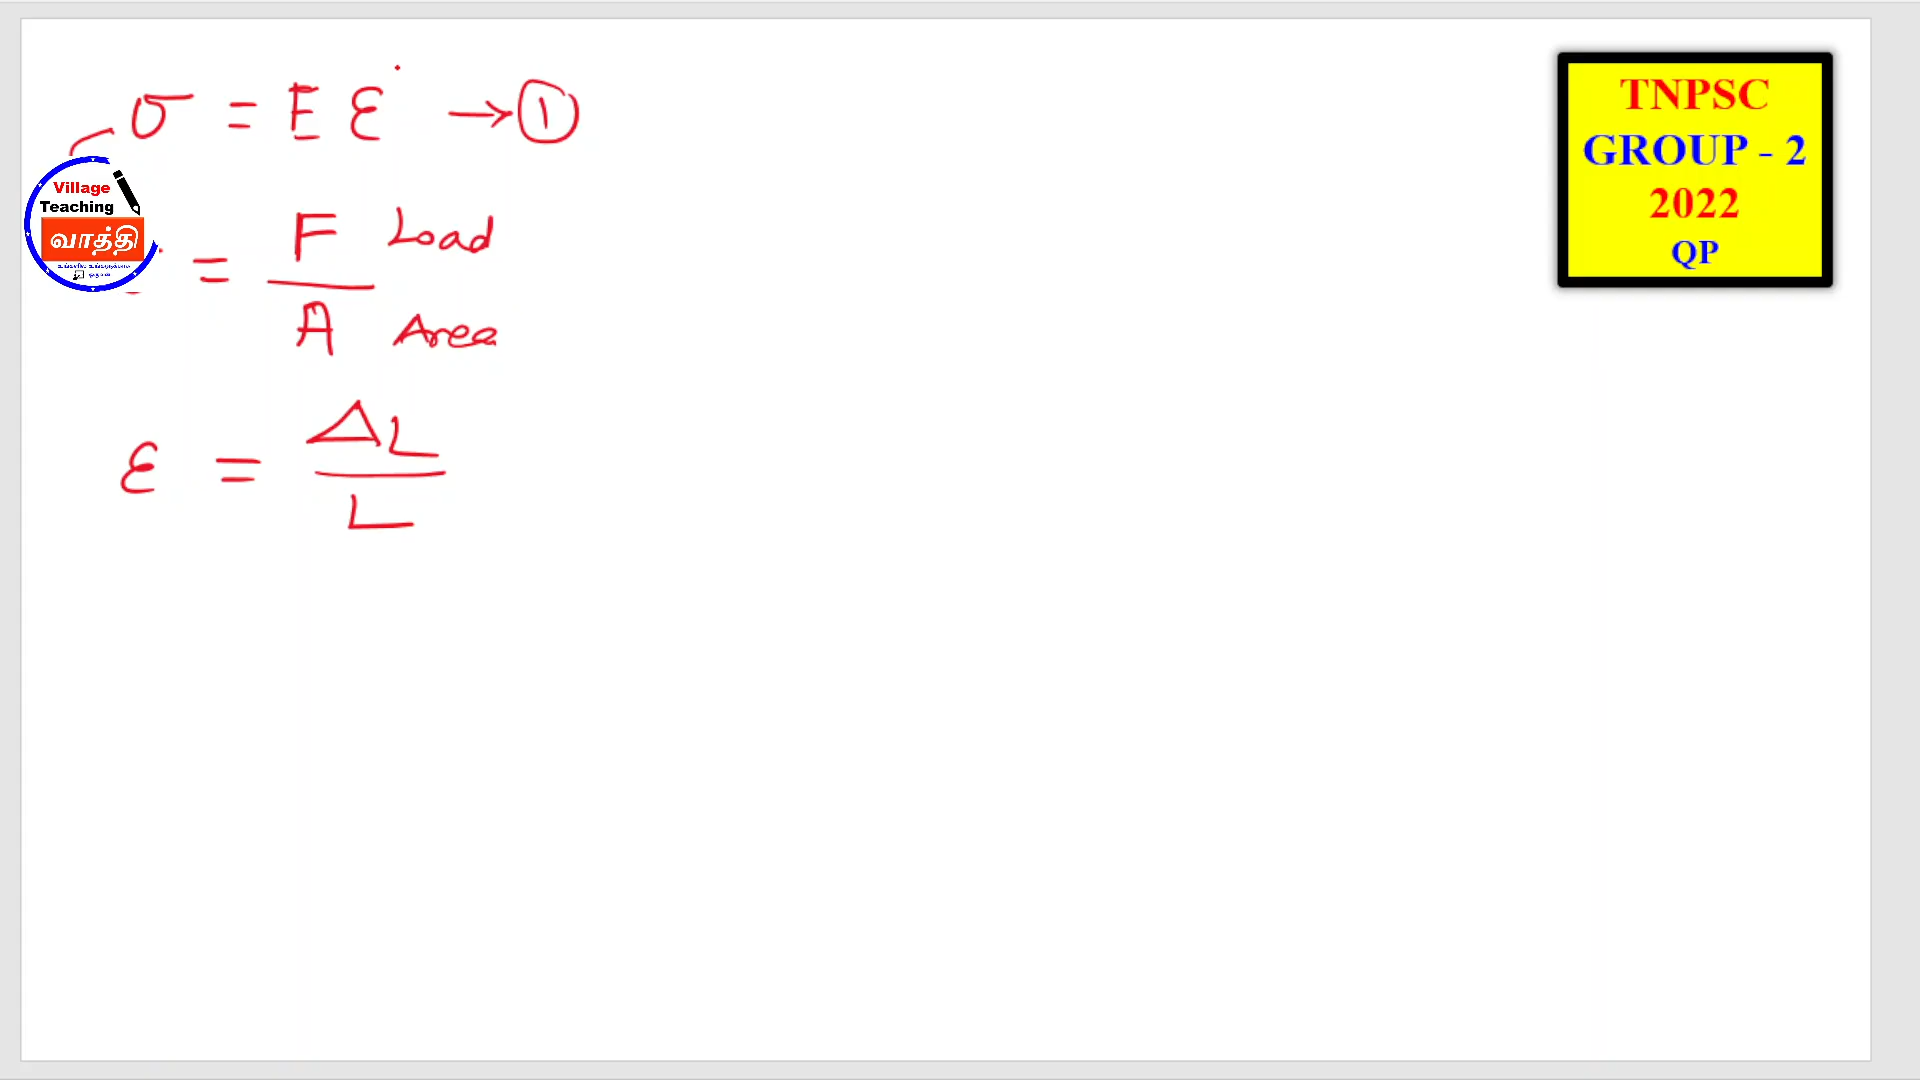 σ = E ε → ①
= F Load
A Area
ε = ΔL
L
Village
Teaching
வாத்தி
TNPSC
GROUP - 2
2022
QP